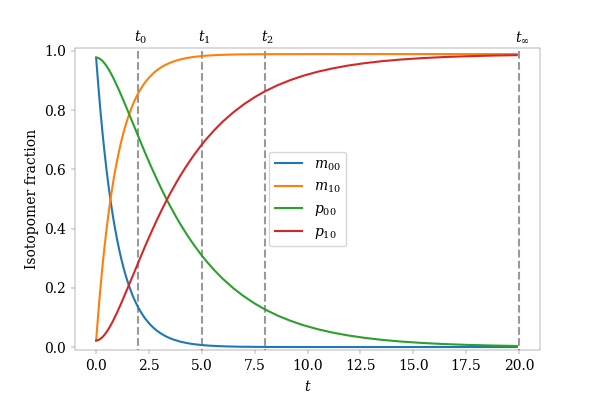 t₀ t₁ t₂ t∞
Isotopomer fraction
1.0
0.8
0.6
0.4
0.2
0.0
m₀₀
m₁₀
p₀₀
p₁₀
0.0 2.5 5.0 7.5 10.0 12.5 15.0 17.5 20.0
t